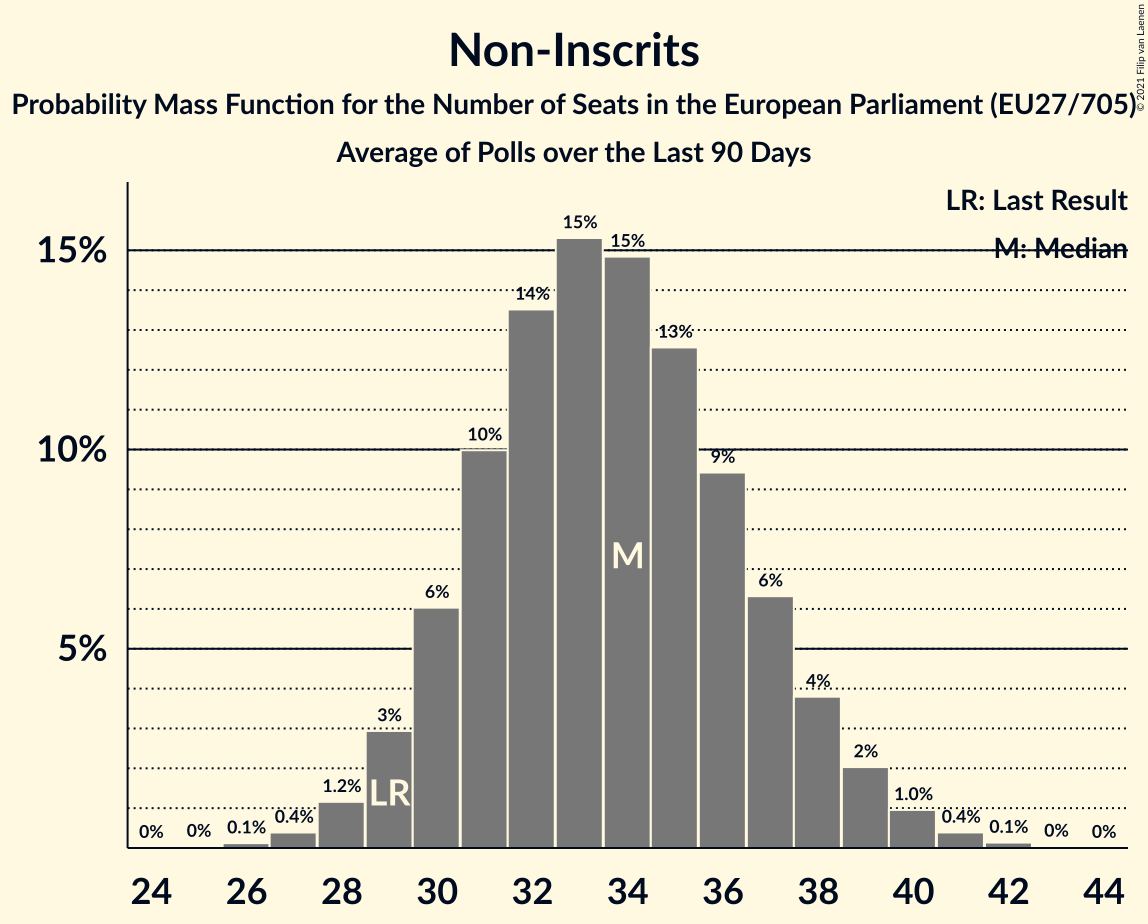 Non-Inscrits
Probability Mass Function for the Number of Seats in the European Parliament (EU27/705)
Average of Polls over the Last 90 Days
© 2021 Filip van Laenen
LR: Last Result
M: Median
15%
10%
5%
0%
0%
0.1%
0.4%
1.2%
3%
6%
10%
14%
15%
15%
13%
9%
6%
4%
2%
1.0%
0.4%
0.1%
0%
0%
LR
M
24 26 28 30 32 34 36 38 40 42 44